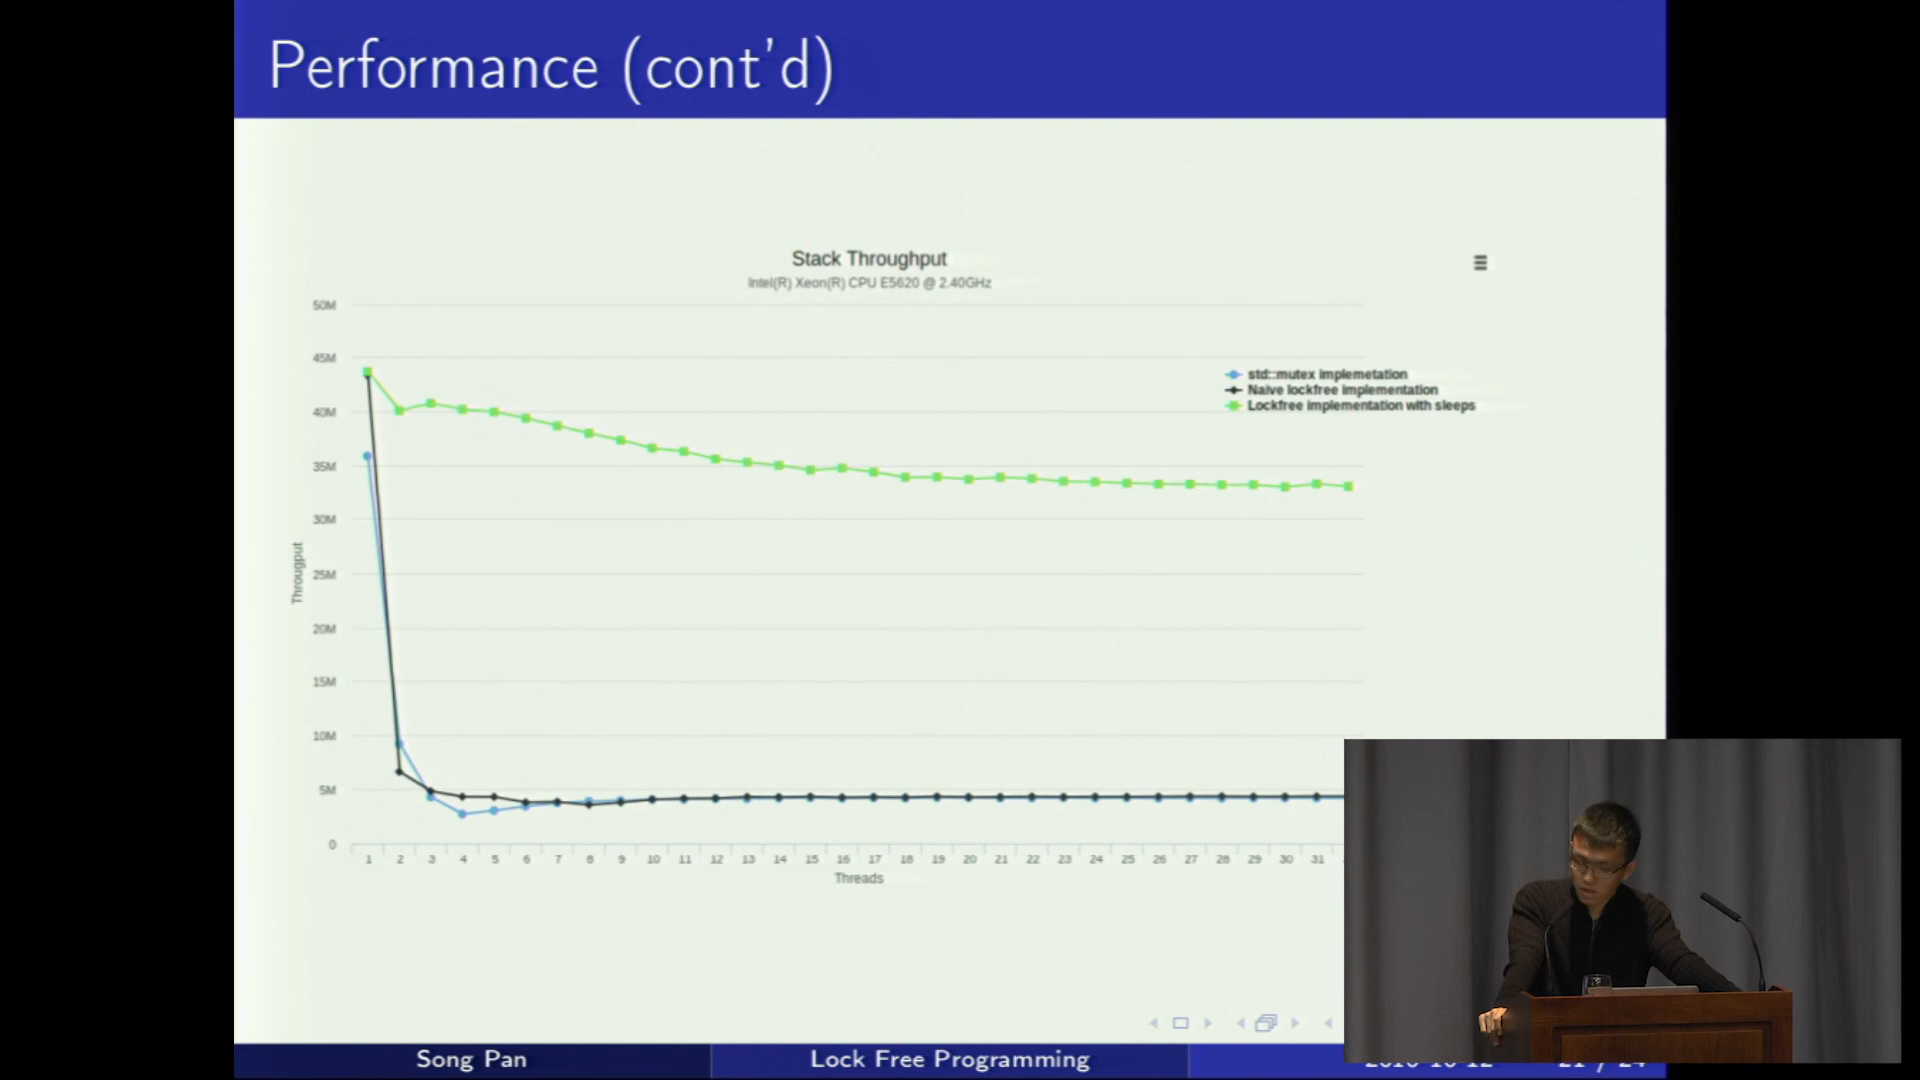 Performance (cont'd)
Stack Throughput
Intel(R) Xeon(R) CPU E5620 @ 2.40GHz
50M
45M
40M
35M
30M
25M
20M
15M
10M
5M
0
Througput
std::mutex implemetation
Naive lockfree implementation
Lockfree implementation with sleeps
1 2 3 4 5 6 7 8 9 10 11 12 13 14 15 16 17 18 19 20 21 22 23 24 25 26 27 28 29 30 31
Threads
Song Pan
Lock Free Programming